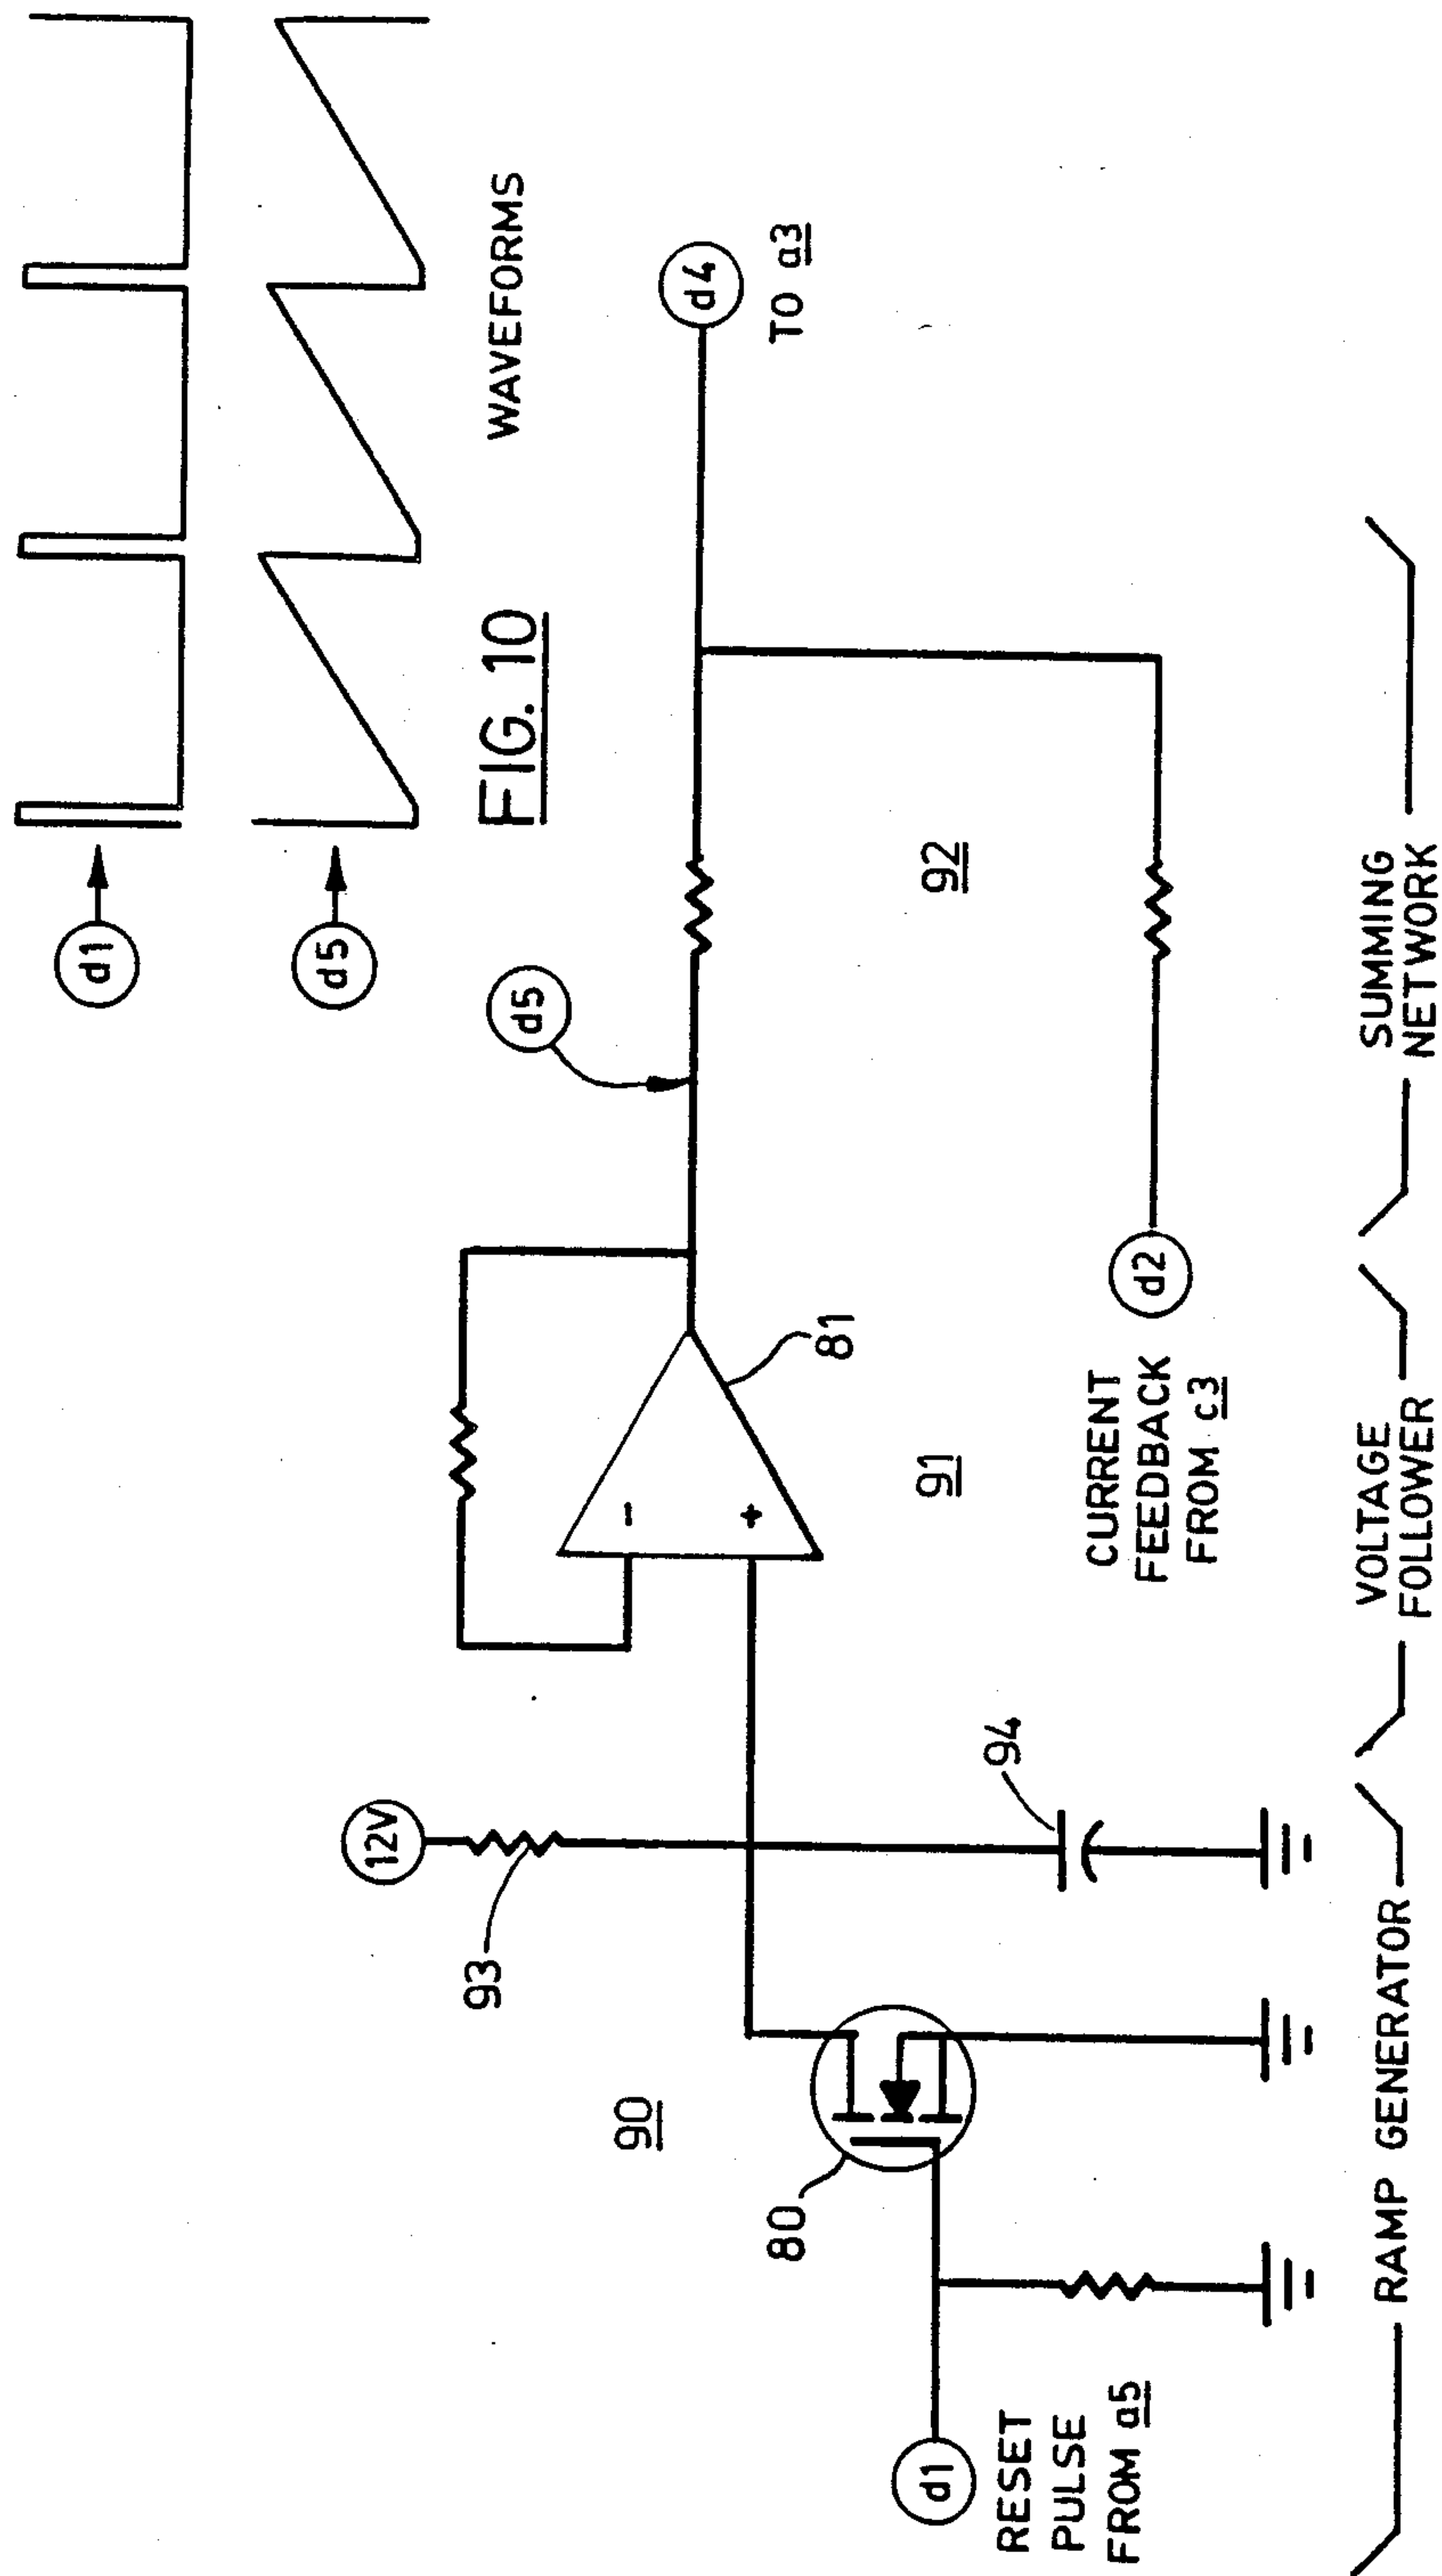 d1
d5
WAVEFORMS
FIG. 10
d5
d4
TO a3
92
12V
93
94
-
+
81
91
90
80
d1
RESET
PULSE
FROM a5
CURRENT
FEEDBACK
FROM c3
d2
RAMP GENERATOR
VOLTAGE
FOLLOWER
SUMMING
NETWORK